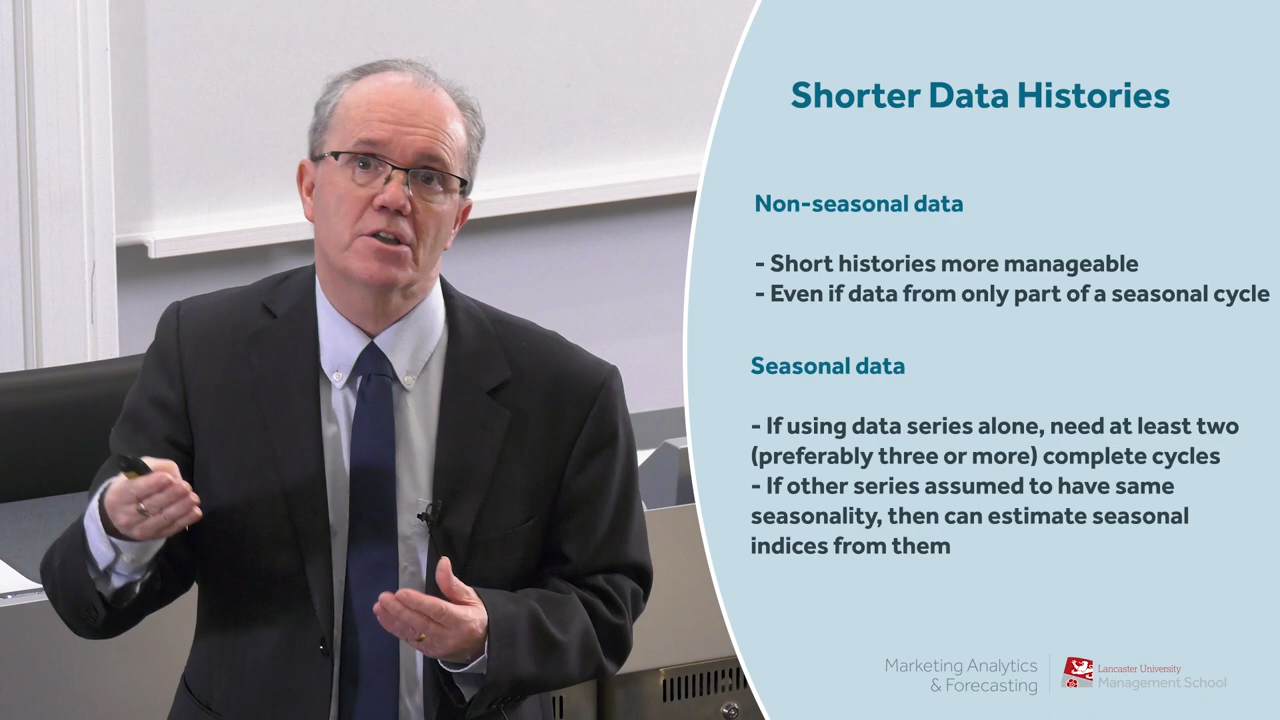 Shorter Data Histories
Non-seasonal data
- Short histories more manageable
- Even if data from only part of a seasonal cycle
Seasonal data
- If using data series alone, need at least two
(preferably three or more) complete cycles
- If other series assumed to have same
seasonality, then can estimate seasonal
indices from them
Marketing Analytics
& Forecasting
Lancaster University
Management School